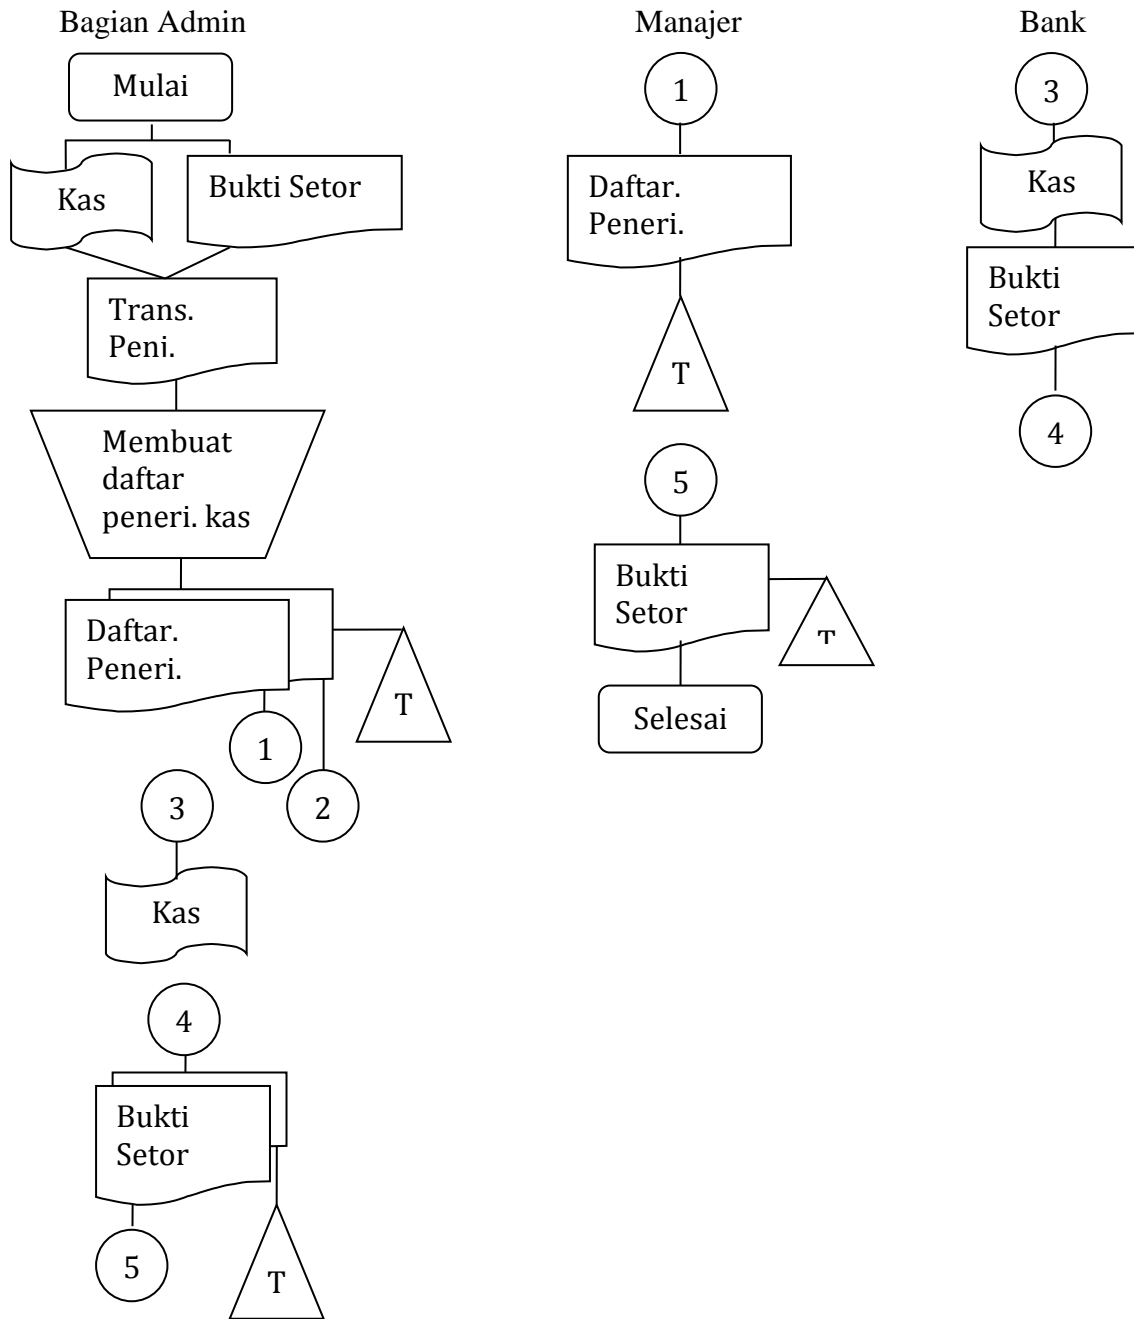 Bagian Admin
Manajer
Bank
Mulai
Kas
Bukti Setor
Trans.
Peni.
Membuat
daftar
peneri. kas
Daftar.
Peneri.
T
1
2
3
Kas
4
Bukti
Setor
5
T
1
Daftar.
Peneri.
T
5
Bukti
Setor
T
Selesai
3
Kas
Bukti
Setor
4